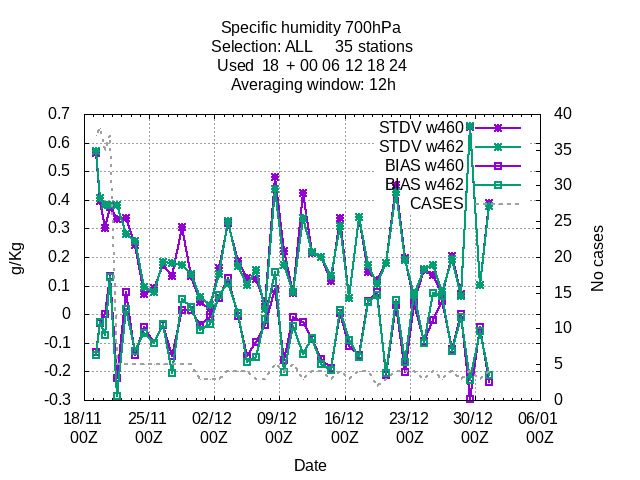 Specific humidity 700hPa
Selection: ALL 35 stations
Used 18 + 00 06 12 18 24
Averaging window: 12h
0.7
0.6
0.5
0.4
0.3
0.2
0.1
0
-0.1
-0.2
-0.3
g/Kg
40
35
30
25
20
15
10
5
0
No cases
STDV w460
STDV w462
BIAS w460
BIAS w462
CASES
18/11 25/11 02/12 09/12 16/12 23/12 30/12 06/01
00Z 00Z 00Z 00Z 00Z 00Z 00Z 00Z
Date